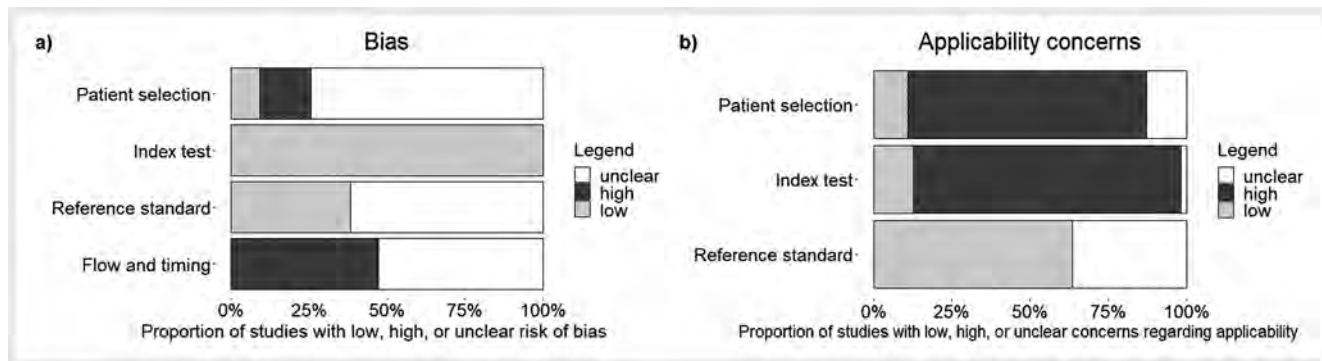 a)
Bias
Patient selection
Index test
Reference standard
Flow and timing
0%
25%
50%
75%
100%
Proportion of studies with low, high, or unclear risk of bias
Legend
unclear
high
low
b)
Applicability concerns
Patient selection
Index test
Reference standard
0%
25%
50%
75%
100%
Proportion of studies with low, high, or unclear concerns regarding applicability
Legend
unclear
high
low